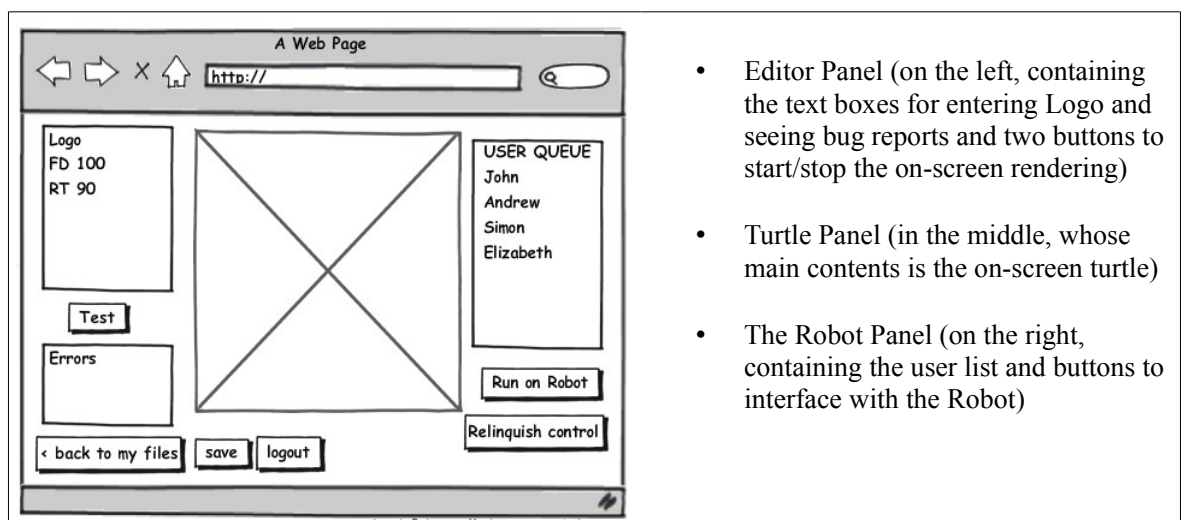 A Web Page
http://
Logo
FD 100
RT 90
Test
Errors
< back to my files
save
logout
USER QUEUE
John
Andrew
Simon
Elizabeth
Run on Robot
Relinquish control
• Editor Panel (on the left, containing
the text boxes for entering Logo and
seeing bug reports and two buttons to
start/stop the on-screen rendering)
• Turtle Panel (in the middle, whose
main contents is the on-screen turtle)
• The Robot Panel (on the right,
containing the user list and buttons to
interface with the Robot)